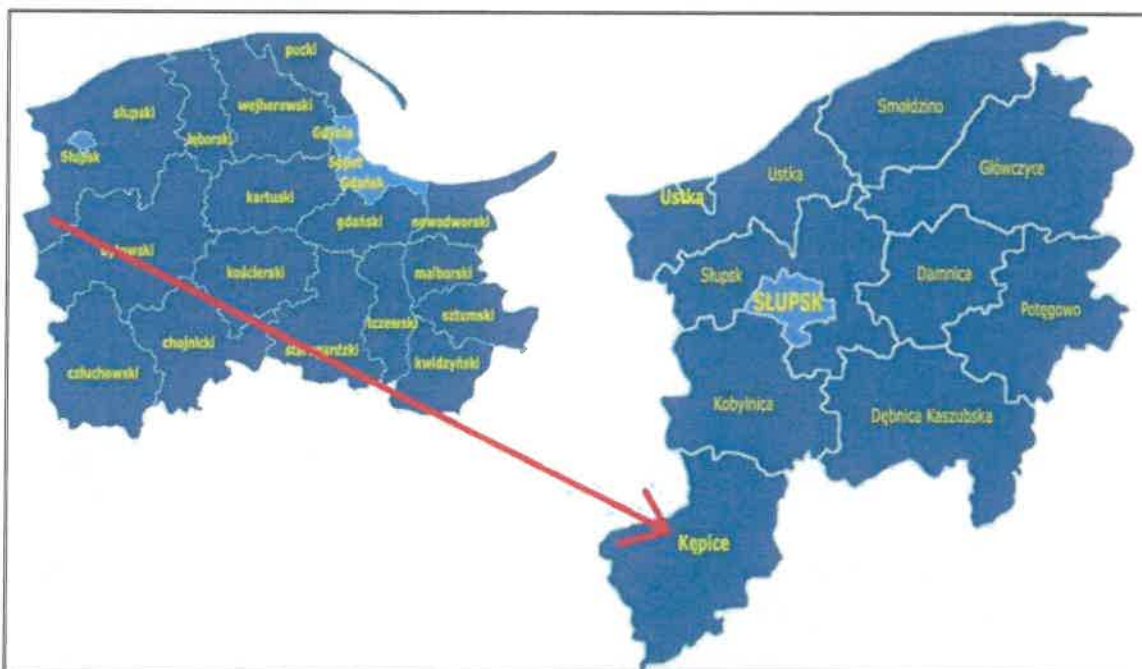 pucki
wejherowski
słupski
lęborski
Gdynia
Słupsk
Sopot
Gdańsk
kartuski
gdański
nowodworski
bytowski
kościerski
malborski
sztumski
tczewski
chojnicki
starogardzki
kwidzyński
człuchowski
Smołdzino
Ustka
Główczyce
Ustka
Słupsk
Damnica
SŁUPSK
Potęgowo
Kobylnica
Dębnica Kaszubska
Kępice